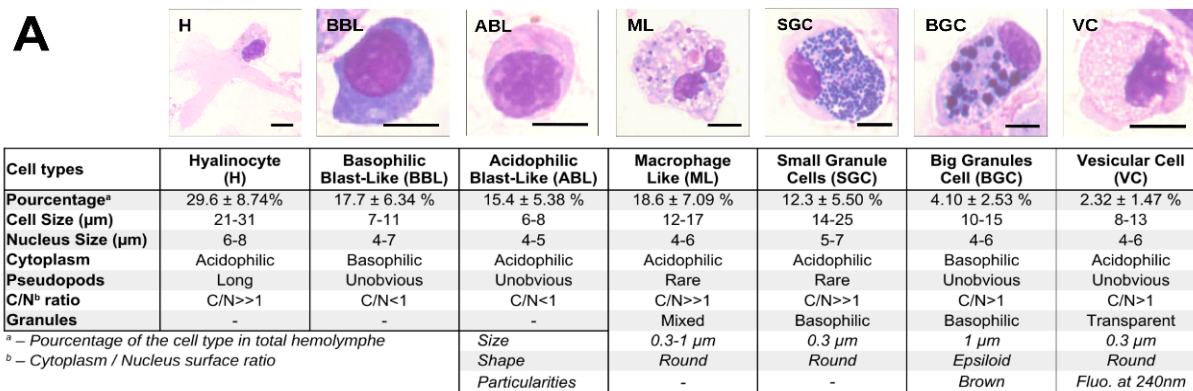 A
H BBL ABL ML SGC BGC VC
Cell types Hyalinocyte (H) Basophilic Blast-Like (BBL) Acidophilic Blast-Like (ABL) Macrophage Like (ML) Small Granule Cells (SGC) Big Granules Cell (BGC) Vesicular Cell (VC)
Pourcentageᵃ 29.6 ± 8.74% 17.7 ± 6.34 % 15.4 ± 5.38 % 18.6 ± 7.09 % 12.3 ± 5.50 % 4.10 ± 2.53 % 2.32 ± 1.47 %
Cell Size (µm) 21-31 7-11 6-8 12-17 14-25 10-15 8-13
Nucleus Size (µm) 6-8 4-7 4-5 4-6 5-7 4-6 4-6
Cytoplasm Acidophilic Basophilic Acidophilic Acidophilic Acidophilic Basophilic Acidophilic
Pseudopods Long Unobvious Unobvious Rare Rare Unobvious Unobvious
C/Nᵇ ratio C/N>>1 C/N<1 C/N<1 C/N>>1 C/N>>1 C/N>1 C/N>1
Granules - - - Mixed Basophilic Basophilic Transparent
ᵃ – Pourcentage of the cell type in total hemolymphe Size 0.3-1 µm 0.3 µm 1 µm 0.3 µm
ᵇ – Cytoplasm / Nucleus surface ratio Shape Round Round Epsiloid Round
Particularities - - Brown Fluo. at 240nm